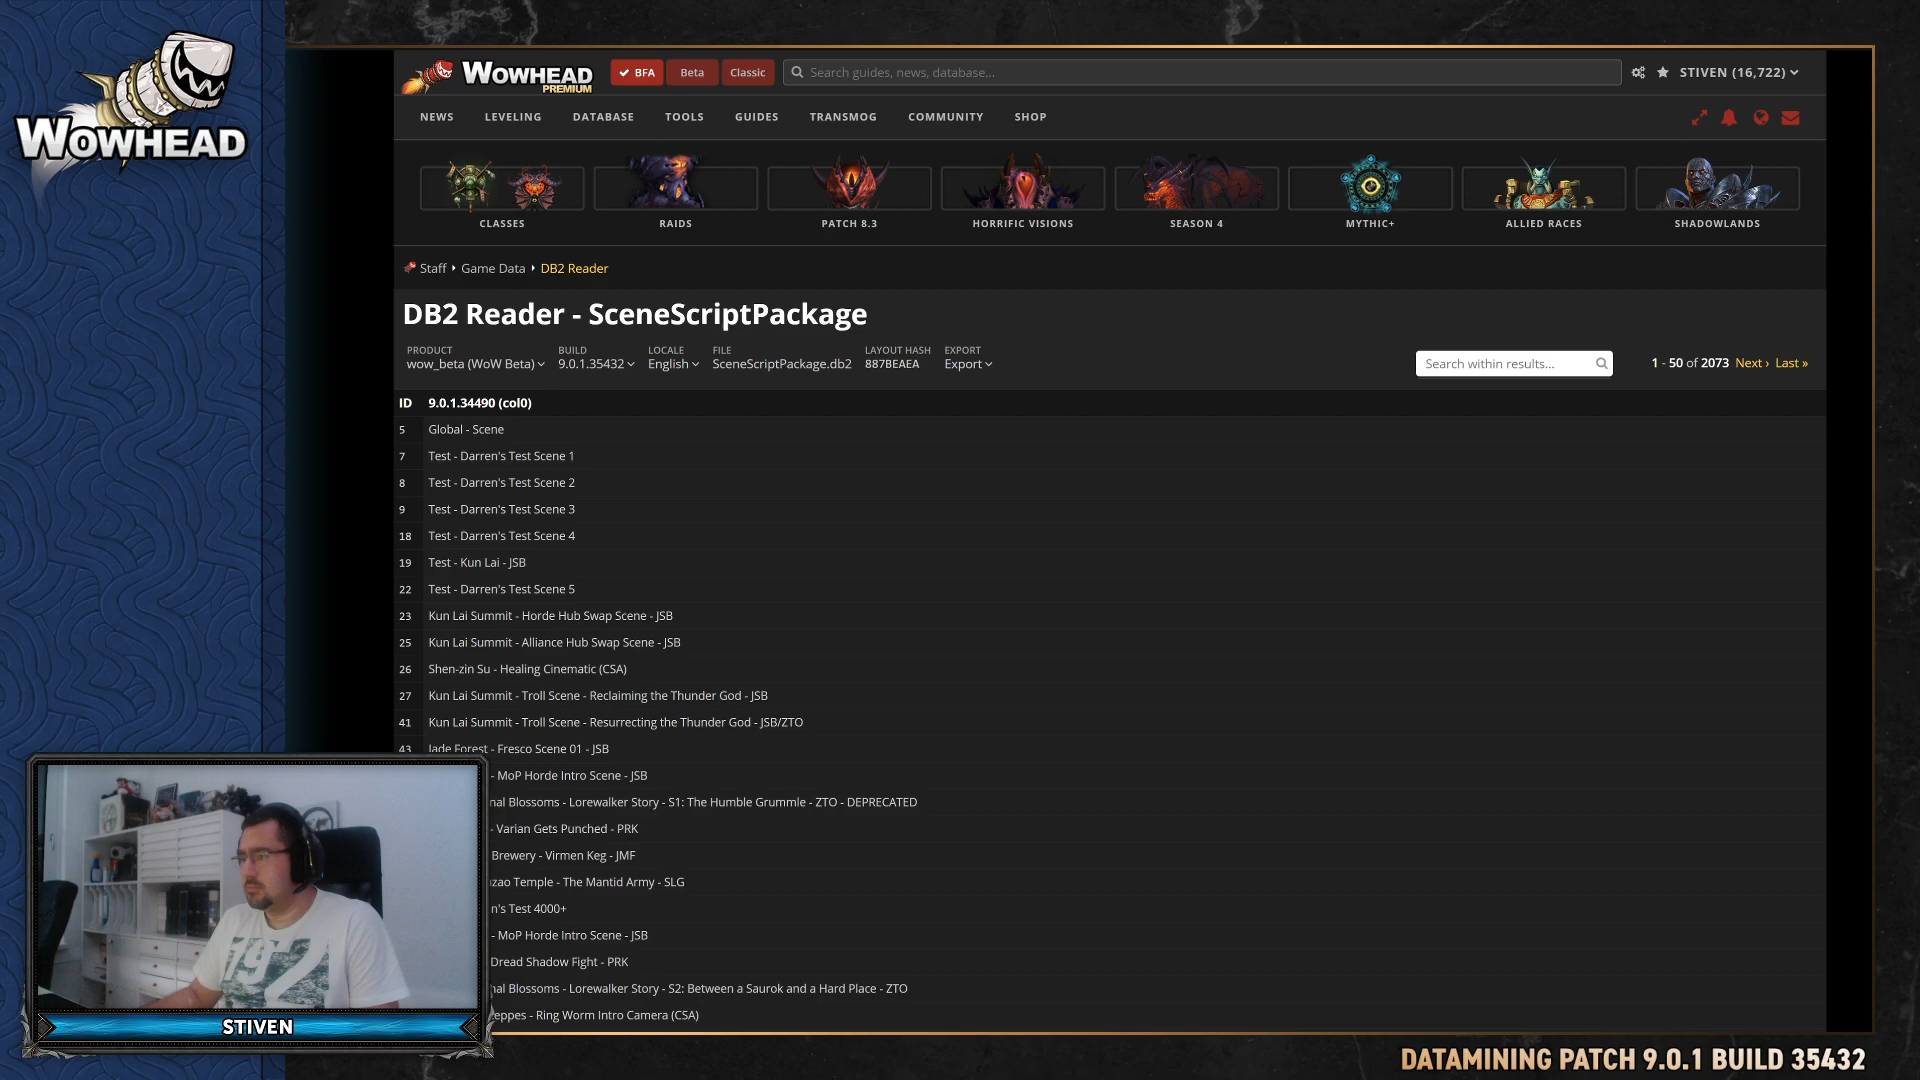 WOWHEAD
WOWHEAD
PREMIUM
BFA
Beta
Classic
Search guides, news, database...
STIVEN (16,722)
NEWS
LEVELING
DATABASE
TOOLS
GUIDES
TRANSMOG
COMMUNITY
SHOP
CLASSES
RAIDS
PATCH 8.3
HORRIFIC VISIONS
SEASON 4
MYTHIC+
ALLIED RACES
SHADOWLANDS
Staff Game Data DB2 Reader
DB2 Reader - SceneScriptPackage
PRODUCT BUILD LOCALE FILE LAYOUT HASH EXPORT
wow_beta (WoW Beta) 9.0.1.35432 English SceneScriptPackage.db2 887BEAEA Export
Search within results...
1 - 50 of 2073 Next › Last »
ID 9.0.1.34490 (col0)
5 Global - Scene
7 Test - Darren's Test Scene 1
8 Test - Darren's Test Scene 2
9 Test - Darren's Test Scene 3
18 Test - Darren's Test Scene 4
19 Test - Kun Lai - JSB
22 Test - Darren's Test Scene 5
23 Kun Lai Summit - Horde Hub Swap Scene - JSB
25 Kun Lai Summit - Alliance Hub Swap Scene - JSB
26 Shen-zin Su - Healing Cinematic (CSA)
27 Kun Lai Summit - Troll Scene - Reclaiming the Thunder God - JSB
41 Kun Lai Summit - Troll Scene - Resurrecting the Thunder God - JSB/ZTO
43 Jade Forest - Fresco Scene 01 - JSB
- MoP Horde Intro Scene - JSB
nal Blossoms - Lorewalker Story - S1: The Humble Grummle - ZTO - DEPRECATED
- Varian Gets Punched - PRK
Brewery - Virmen Keg - JMF
zao Temple - The Mantid Army - SLG
n's Test 4000+
- MoP Horde Intro Scene - JSB
Dread Shadow Fight - PRK
nal Blossoms - Lorewalker Story - S2: Between a Saurok and a Hard Place - ZTO
eppes - Ring Worm Intro Camera (CSA)
STIVEN
DATAMINING PATCH 9.0.1 BUILD 35432